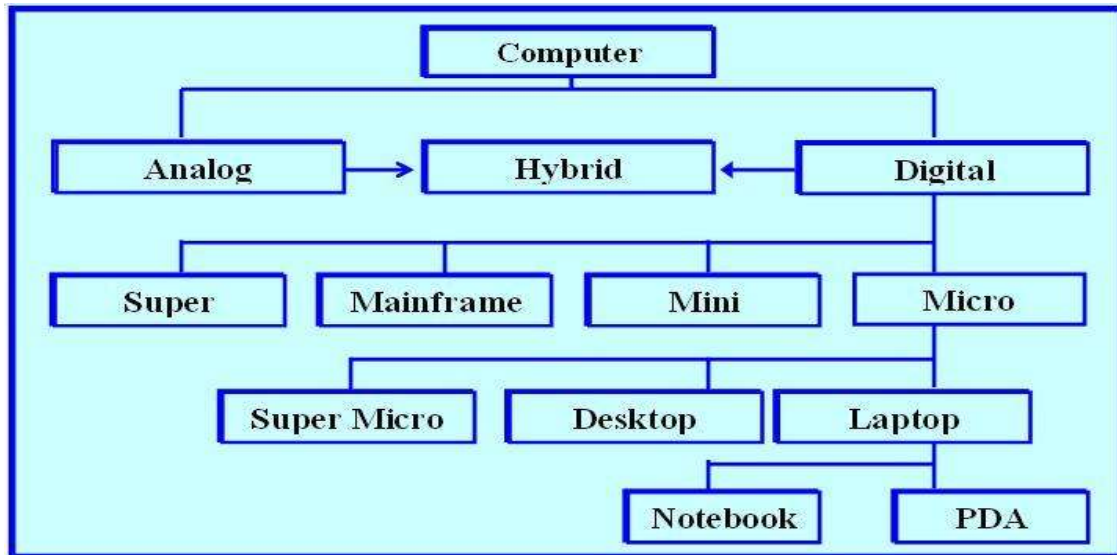 Computer
Analog
Hybrid
Digital
Super
Mainframe
Mini
Micro
Super Micro
Desktop
Laptop
Notebook
PDA